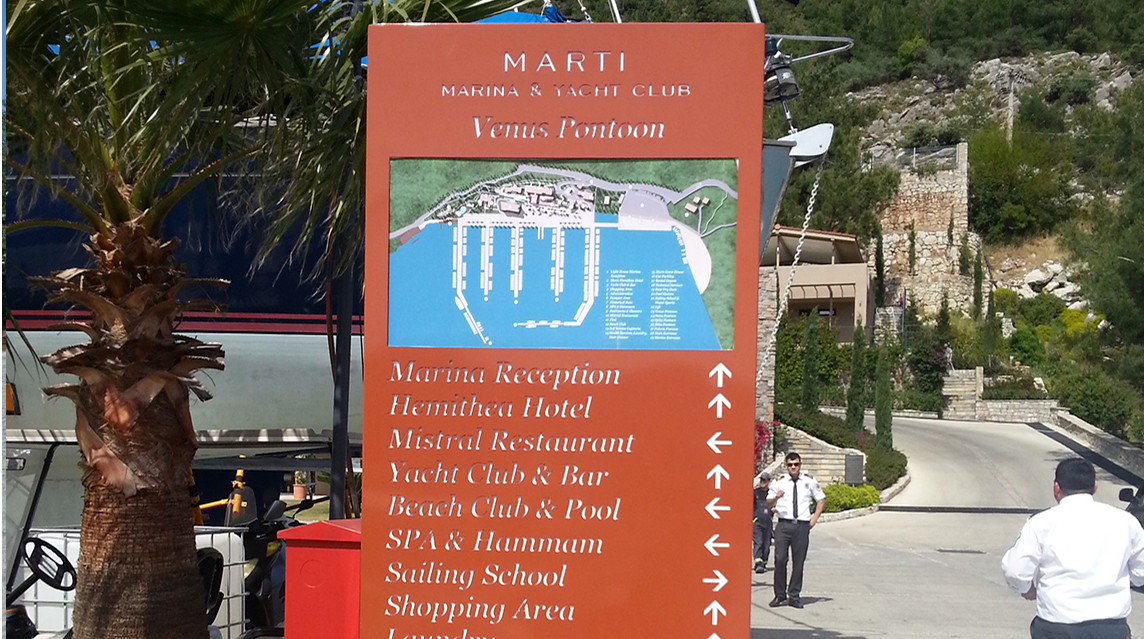 MARTI
MARINA & YACHT CLUB
Venus Pontoon
Marina Reception
Hemithea Hotel
Mistral Restaurant
Yacht Club & Bar
Beach Club & Pool
SPA & Hammam
Sailing School
Shopping Area
Laundry